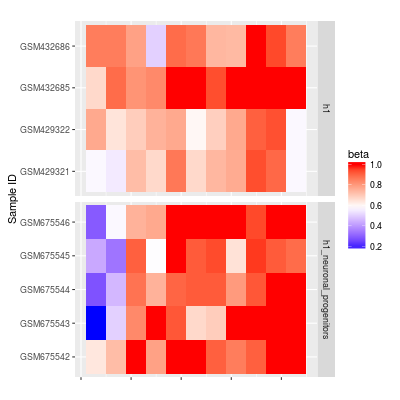 GSM432686
GSM432685
GSM429322
GSM429321
h1
GSM675546
GSM675545
GSM675544
GSM675543
GSM675542
h1_neuronal_progenitors
Sample ID
beta
1.0
0.8
0.6
0.4
0.2